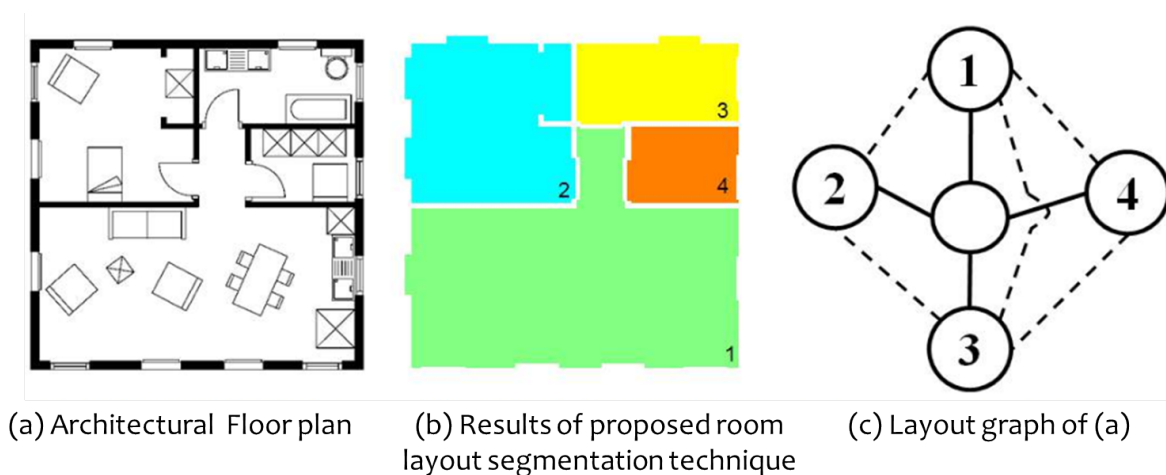 3
2
4
1
1
2
4
3
(a) Architectural Floor plan
(b) Results of proposed room
layout segmentation technique
(c) Layout graph of (a)